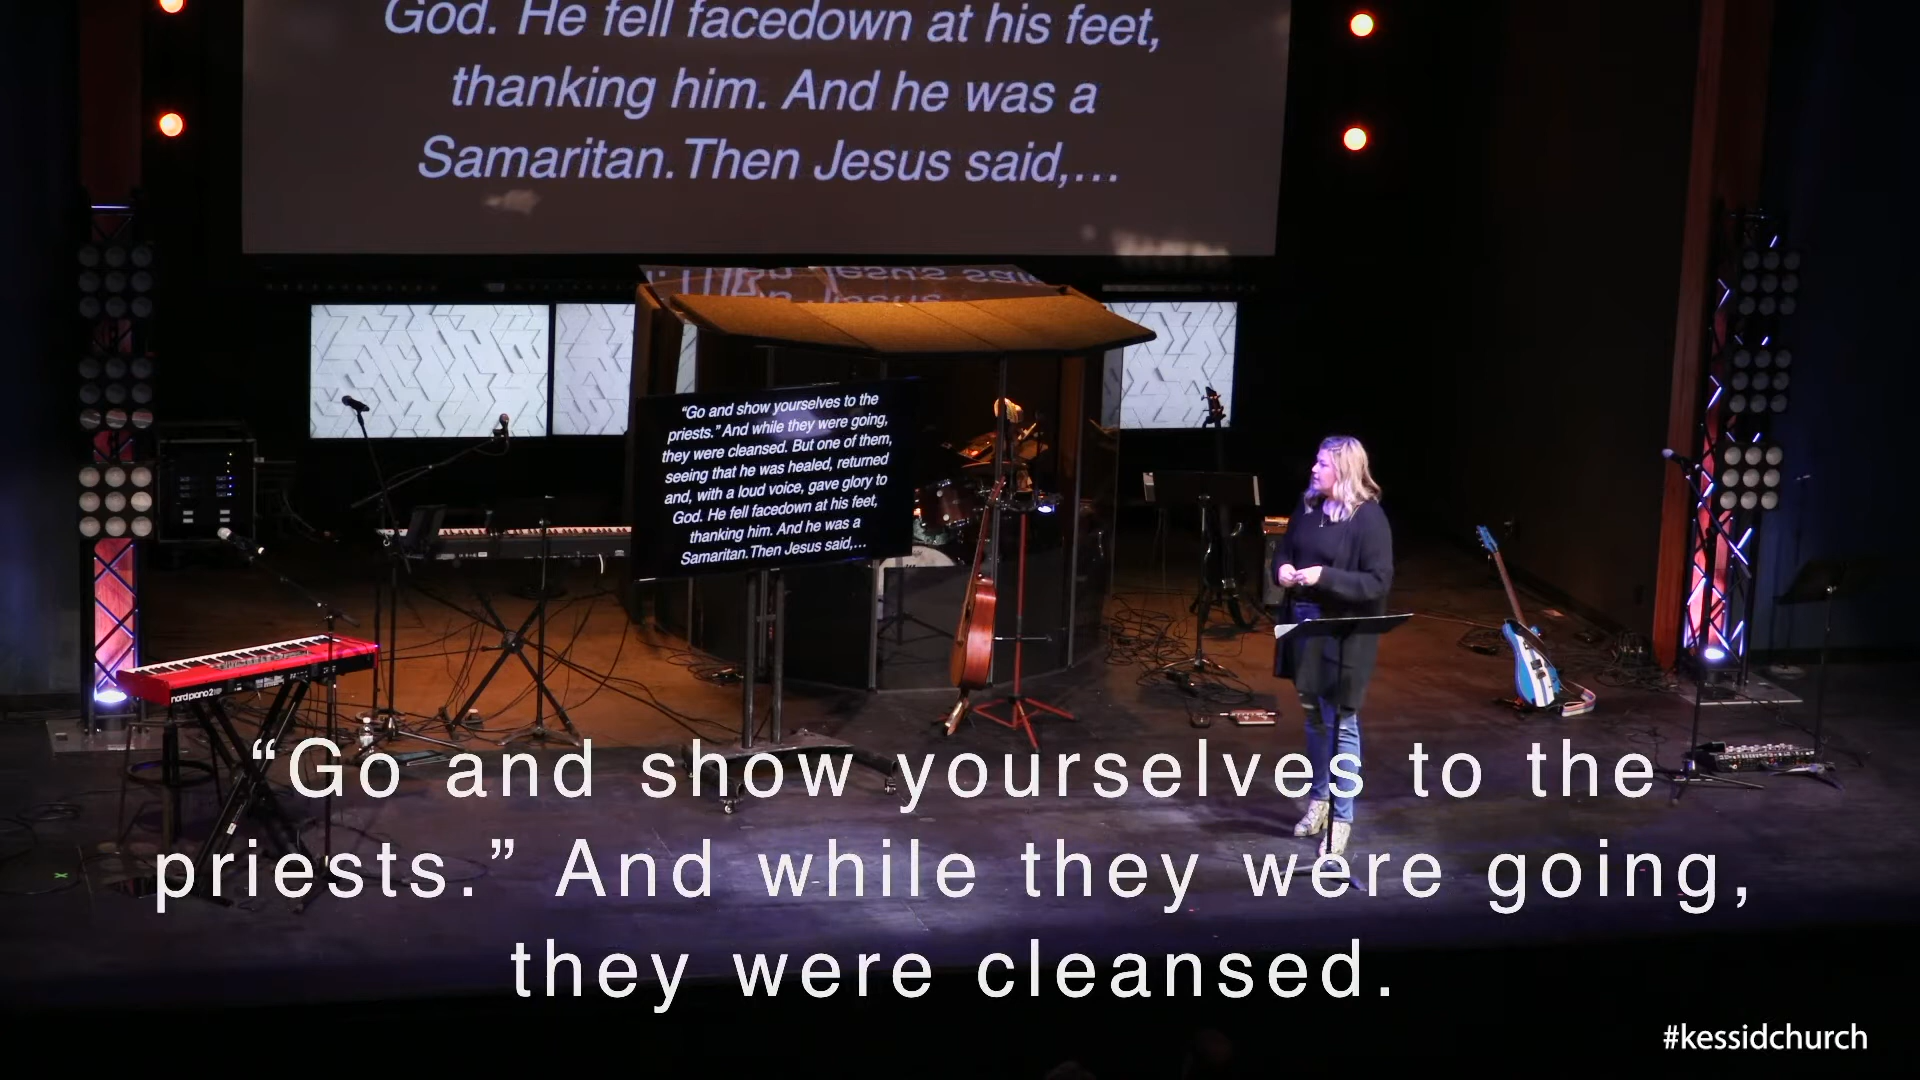 God. He fell facedown at his feet,
thanking him. And he was a
Samaritan.Then Jesus said,...
“Go and show yourselves to the
priests.” And while they were going,
they were cleansed. But one of them,
seeing that he was healed, returned
and, with a loud voice, gave glory to
God. He fell facedown at his feet,
thanking him. And he was a
Samaritan.Then Jesus said,...
nord piano 2
“Go and show yourselves to the
priests.” And while they were going,
they were cleansed.
#kessidchurch